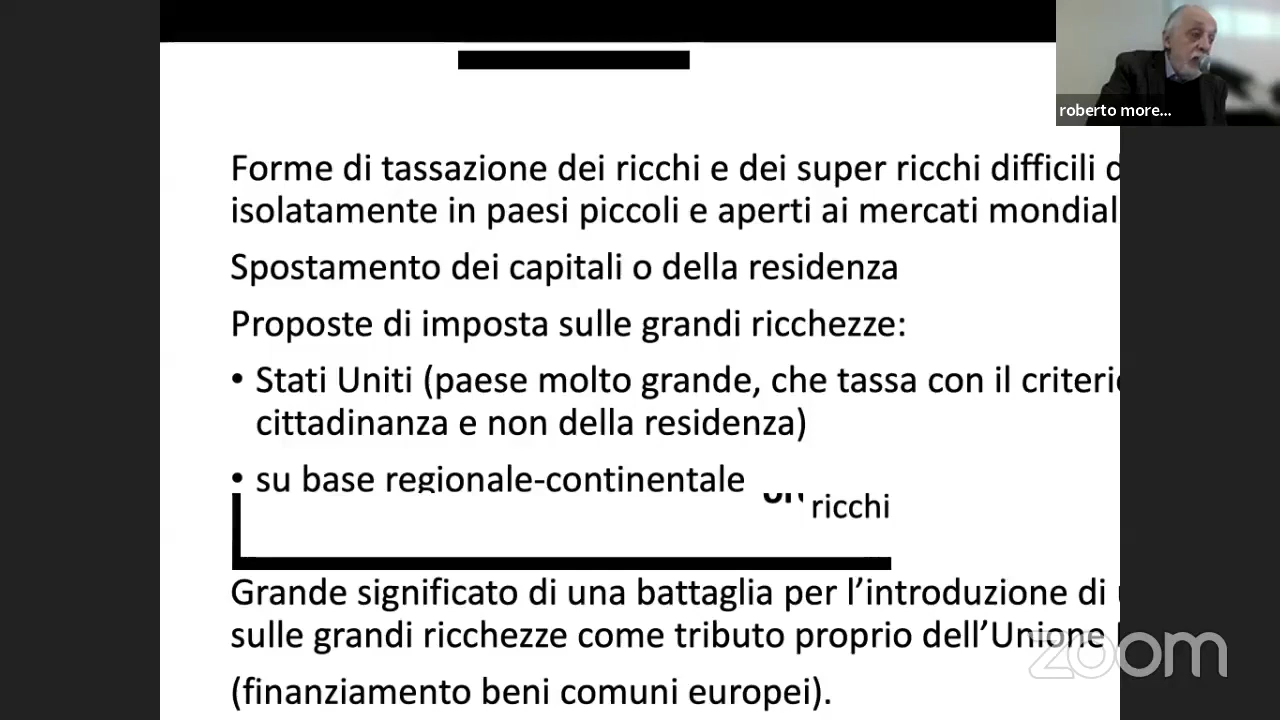 roberto more...
Forme di tassazione dei ricchi e dei super ricchi difficili
isolatamente in paesi piccoli e aperti ai mercati mondial
Spostamento dei capitali o della residenza
Proposte di imposta sulle grandi ricchezze:
• Stati Uniti (paese molto grande, che tassa con il criteri
cittadinanza e non della residenza)
• su base regionale-continentale
ricchi
Grande significato di una battaglia per l’introduzione di
sulle grandi ricchezze come tributo proprio dell’Unione
(finanziamento beni comuni europei).
zoom